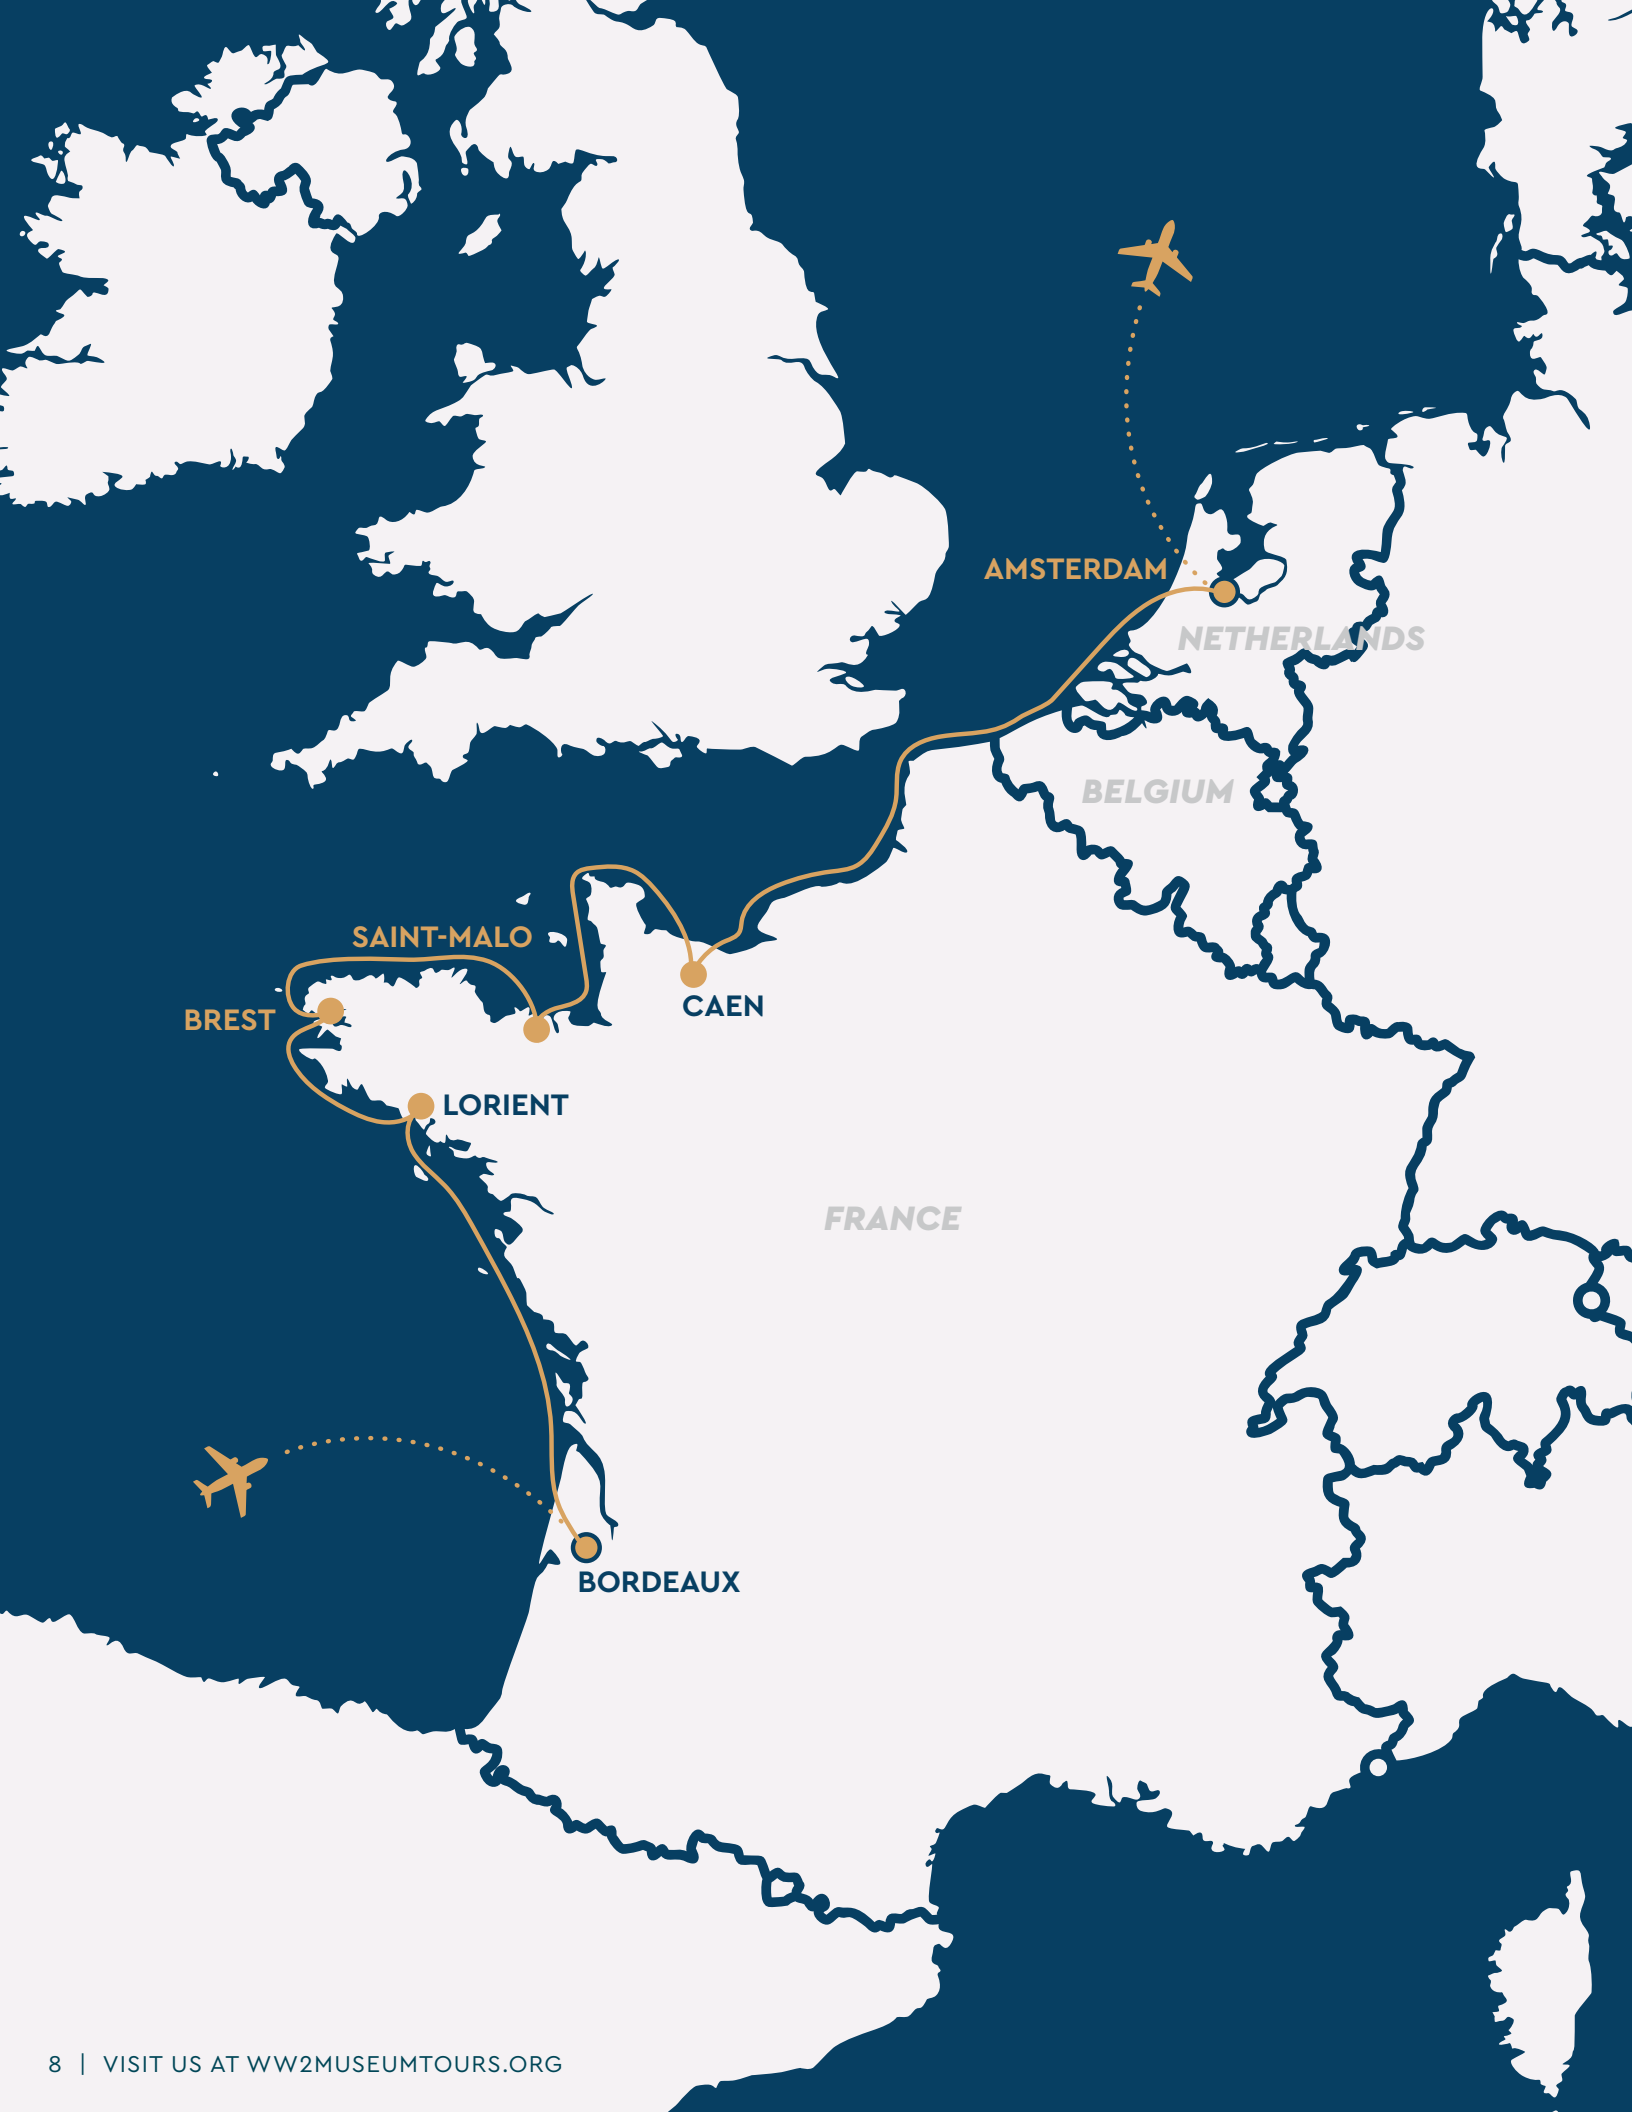 AMSTERDAM
NETHERLANDS
BELGIUM
SAINT-MALO
CAEN
BREST
LORIENT
FRANCE
BORDEAUX
8 | VISIT US AT WW2MUSEUMTOURS.ORG